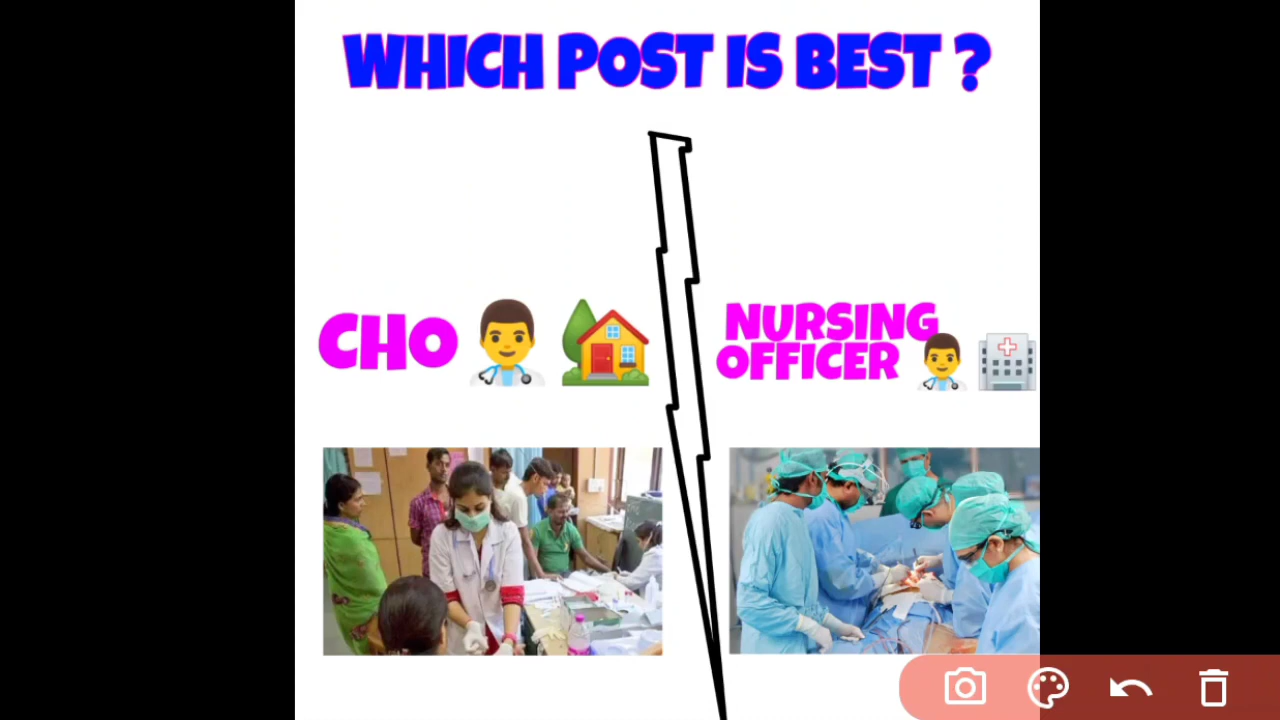 WHICH POST IS BEST ?
CHO
NURSING
OFFICER